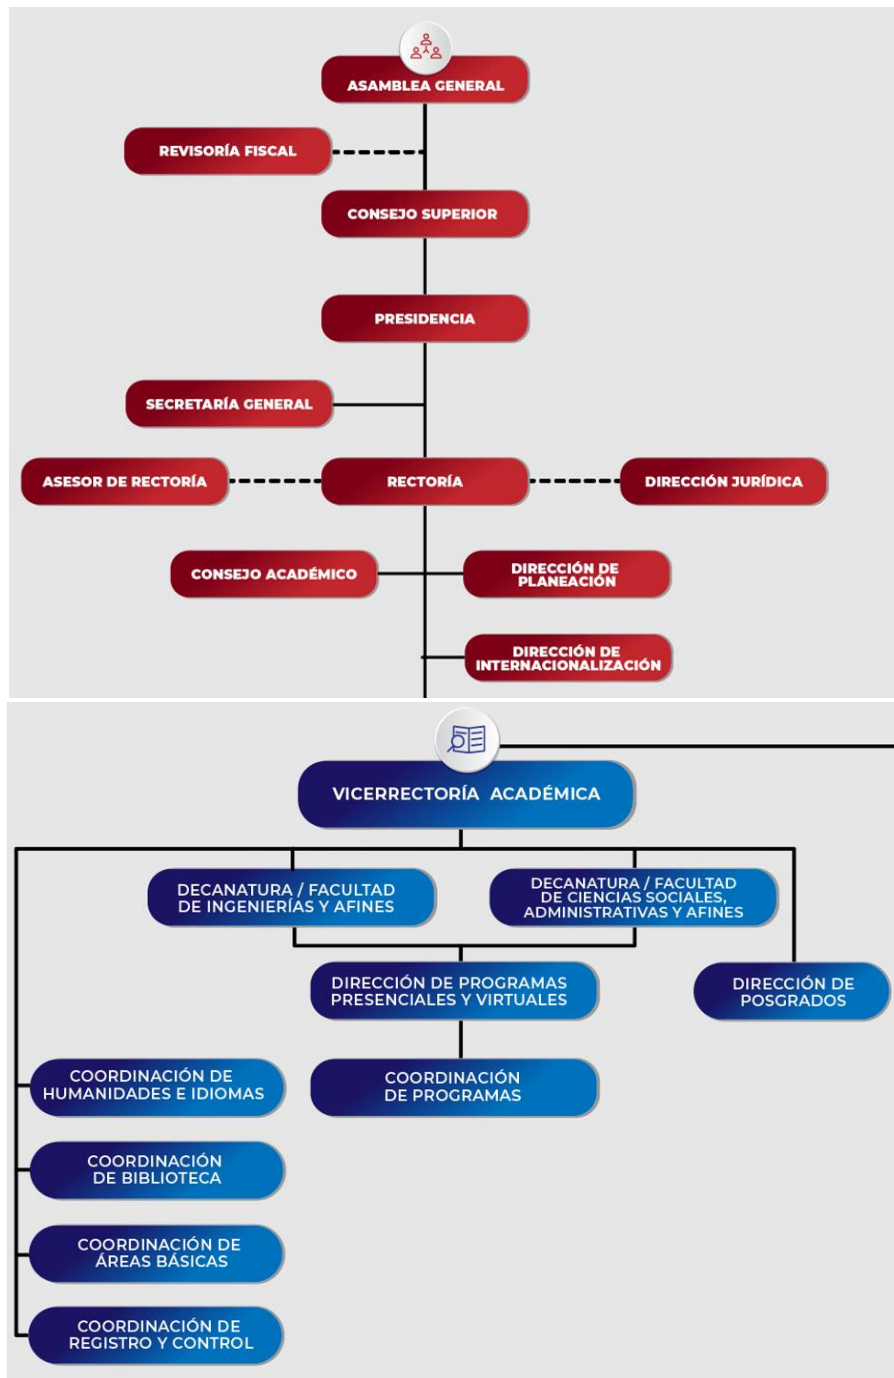 ASAMBLEA GENERAL
REVISORÍA FISCAL
CONSEJO SUPERIOR
PRESIDENCIA
SECRETARÍA GENERAL
ASESOR DE RECTORÍA
RECTORÍA
DIRECCIÓN JURÍDICA
CONSEJO ACADÉMICO
DIRECCIÓN DE
PLANEACIÓN
DIRECCIÓN DE
INTERNACIONALIZACIÓN
VICERRECTORÍA ACADÉMICA
DECANATURA / FACULTAD
DE INGENIERÍAS Y AFINES
DECANATURA / FACULTAD
DE CIENCIAS SOCIALES,
ADMINISTRATIVAS Y AFINES
DIRECCIÓN DE PROGRAMAS
PRESENCIALES Y VIRTUALES
DIRECCIÓN DE
POSGRADOS
COORDINACIÓN DE
HUMANIDADES E IDIOMAS
COORDINACIÓN
DE PROGRAMAS
COORDINACIÓN
DE BIBLIOTECA
COORDINACIÓN DE
ÁREAS BÁSICAS
COORDINACIÓN DE
REGISTRO Y CONTROL